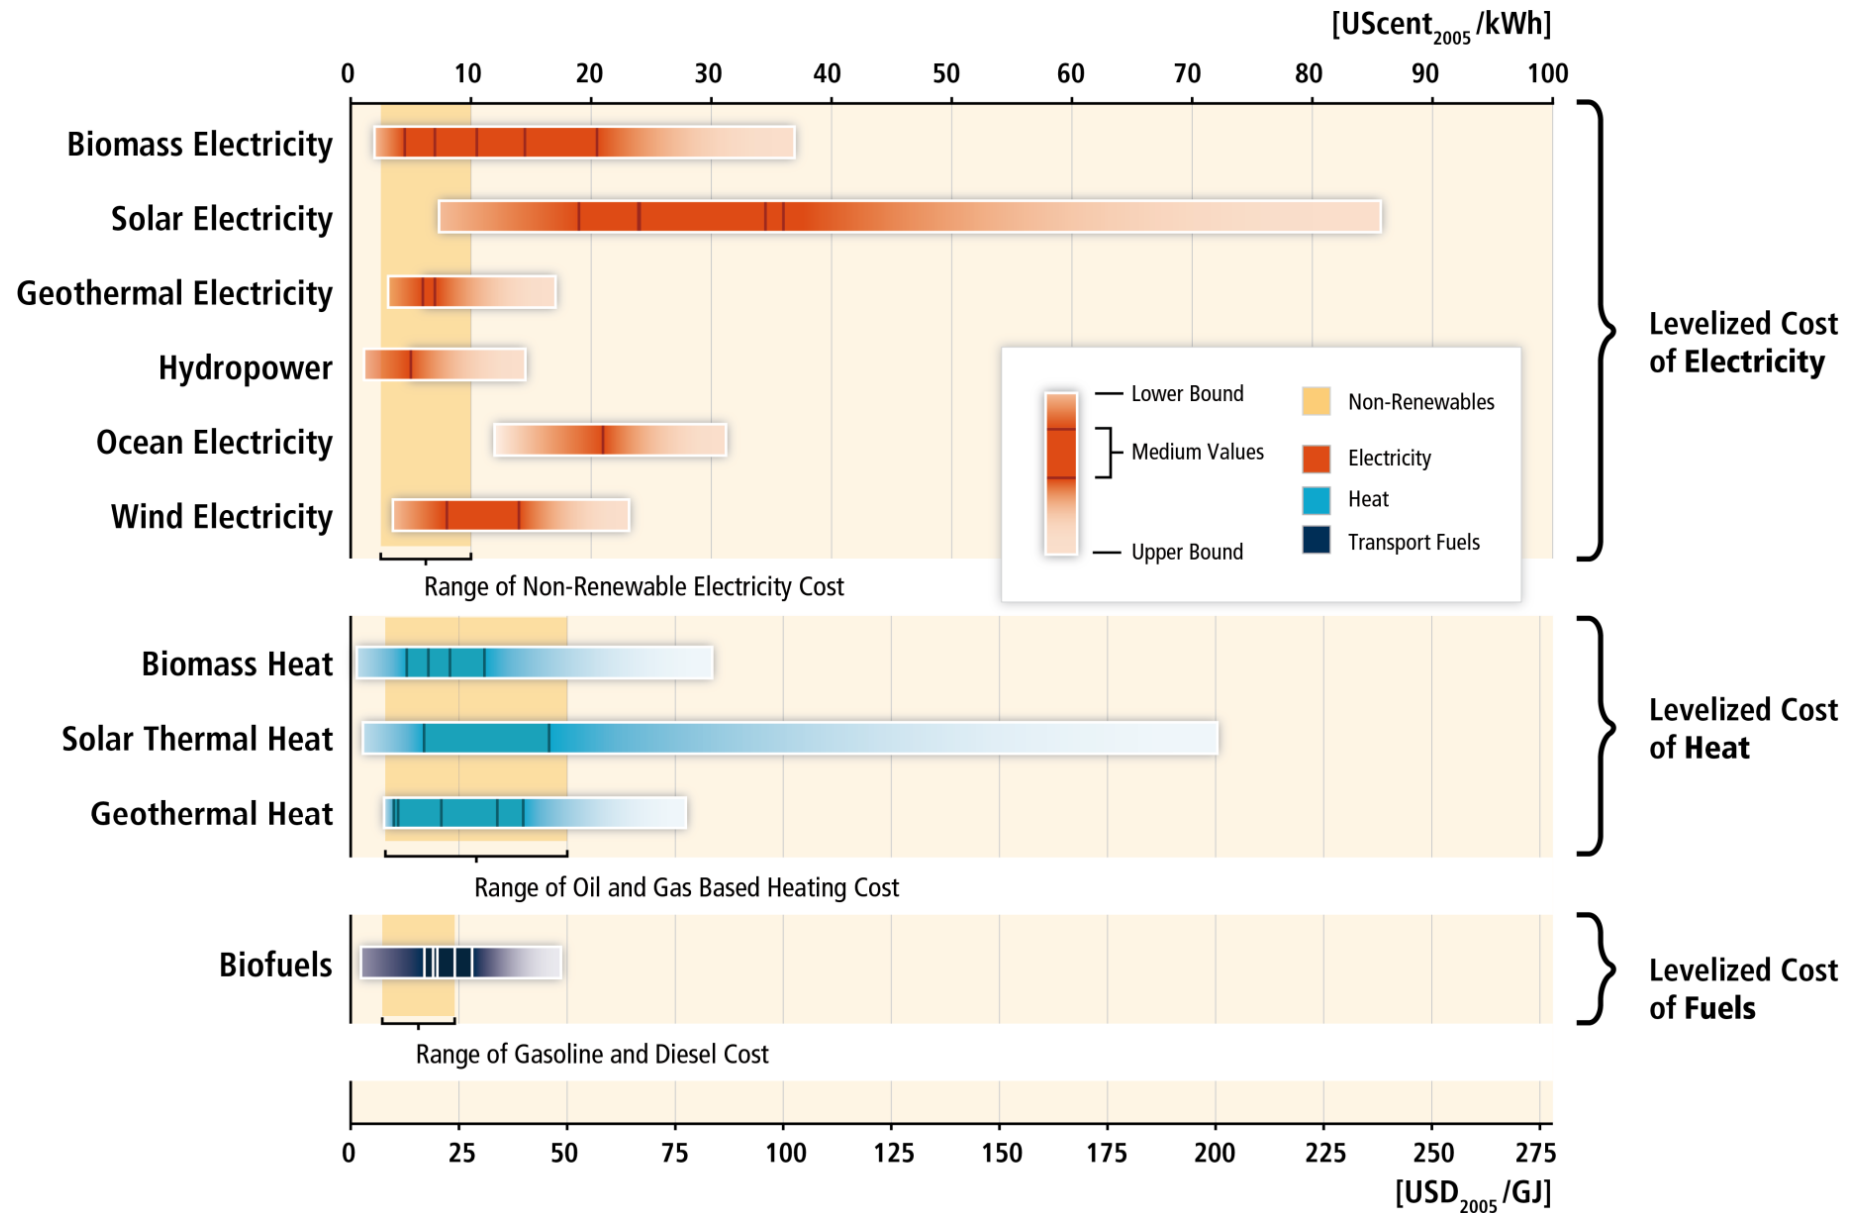 [UScent2005/kWh]
0 10 20 30 40 50 60 70 80 90 100
Biomass Electricity
Solar Electricity
Geothermal Electricity
Hydropower
Ocean Electricity
Wind Electricity
Range of Non-Renewable Electricity Cost
Lower Bound
Medium Values
Upper Bound
Non-Renewables
Electricity
Heat
Transport Fuels
Levelized Cost
of Electricity
Biomass Heat
Solar Thermal Heat
Geothermal Heat
Range of Oil and Gas Based Heating Cost
Levelized Cost
of Heat
Biofuels
Range of Gasoline and Diesel Cost
Levelized Cost
of Fuels
0 25 50 75 100 125 150 175 200 225 250 275
[USD2005/GJ]